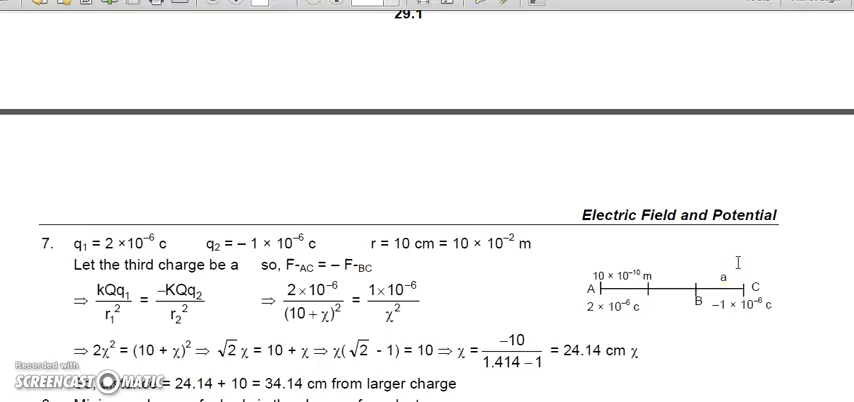 29.1
Electric Field and Potential
7. q₁ = 2 ×10⁻⁶ c q₂ = – 1 × 10⁻⁶ c r = 10 cm = 10 × 10⁻² m
Let the third charge be a so, F-AC = – F-BC
⇒ kQq₁/r₁² = –KQq₂/r₂² ⇒ 2×10⁻⁶/(10 + χ)² = 1×10⁻⁶/χ²
10 × 10⁻¹⁰ m a
A C
2 × 10⁻⁶ c B –1 × 10⁻⁶ c
⇒ 2χ² = (10 + χ)² ⇒ √2 χ = 10 + χ ⇒ χ(√2 - 1) = 10 ⇒ χ = –10/(1.414 – 1) = 24.14 cm χ
= 24.14 + 10 = 34.14 cm from larger charge
Recorded with
SCREENCAST O MATIC